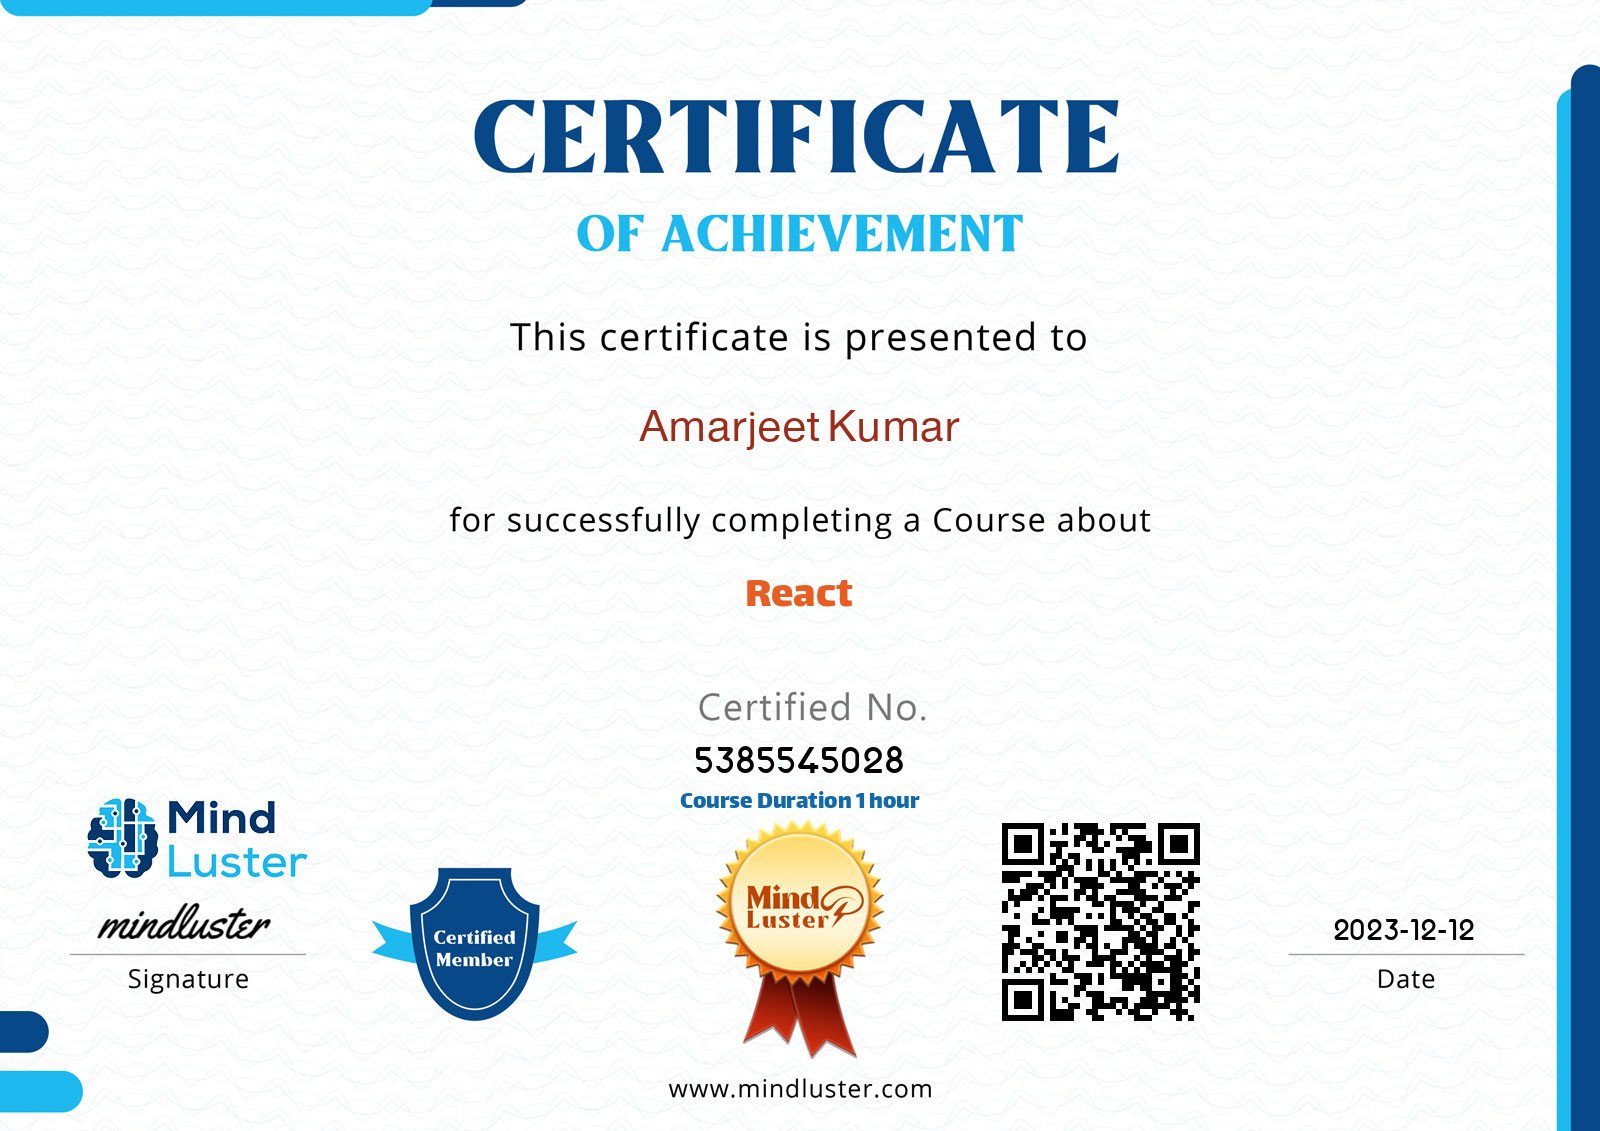 CERTIFICATE
OF ACHIEVEMENT
This certificate is presented to
Amarjeet Kumar
for successfully completing a Course about
React
Certified No.
5385545028
Course Duration 1 hour
Mind
Luster
mindluster
Signature
Certified
Member
Mind
Luster
2023-12-12
Date
www.mindluster.com